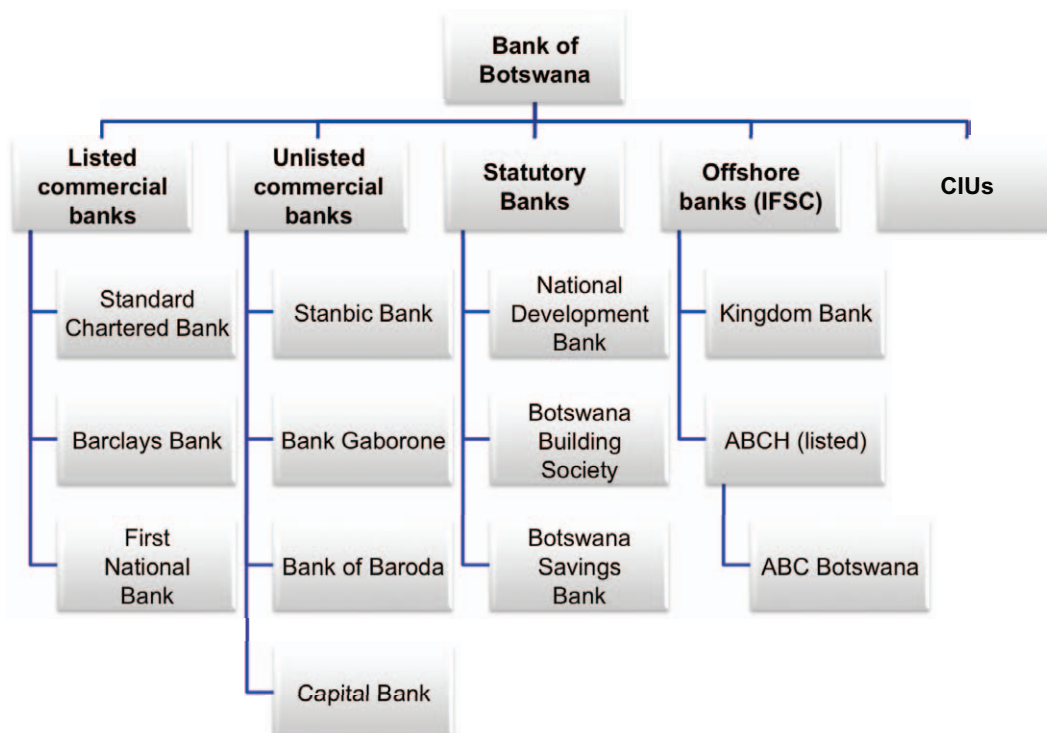 Bank of
Botswana
Listed
commercial
banks
Unlisted
commercial
banks
Statutory
Banks
Offshore
banks (IFSC)
CIUs
Standard
Chartered Bank
Stanbic Bank
National
Development
Bank
Kingdom Bank
Barclays Bank
Bank Gaborone
Botswana
Building
Society
ABCH (listed)
First
National
Bank
Bank of Baroda
Botswana
Savings
Bank
ABC Botswana
Capital Bank